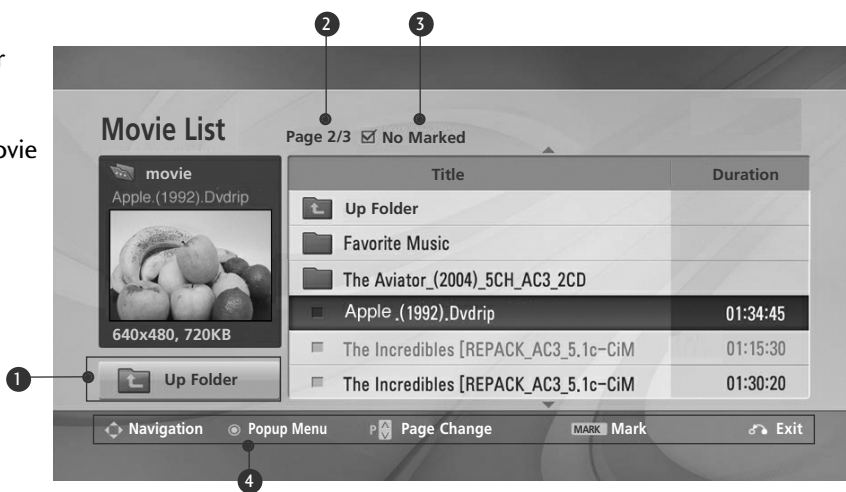 2 3
r
ovie
Movie List
Page 2/3 No Marked
movie
Apple.(1992).Dvdrip
640x480, 720KB
1
Up Folder
Title Duration
Up Folder
Favorite Music
The Aviator_(2004)_5CH_AC3_2CD
Apple .(1992).Dvdrip 01:34:45
The Incredibles [REPACK_AC3_5.1c-CiM 01:15:30
The Incredibles [REPACK_AC3_5.1c-CiM 01:30:20
Navigation Popup Menu P Page Change MARK Mark Exit
4